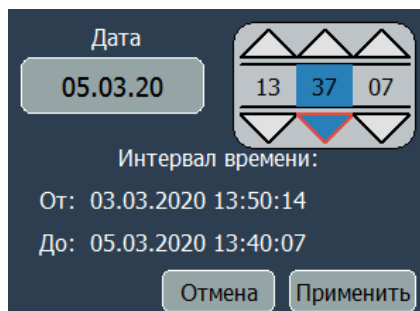 Дата
05.03.20
13 37 07
Интервал времени:
От: 03.03.2020 13:50:14
До: 05.03.2020 13:40:07
Отмена Применить